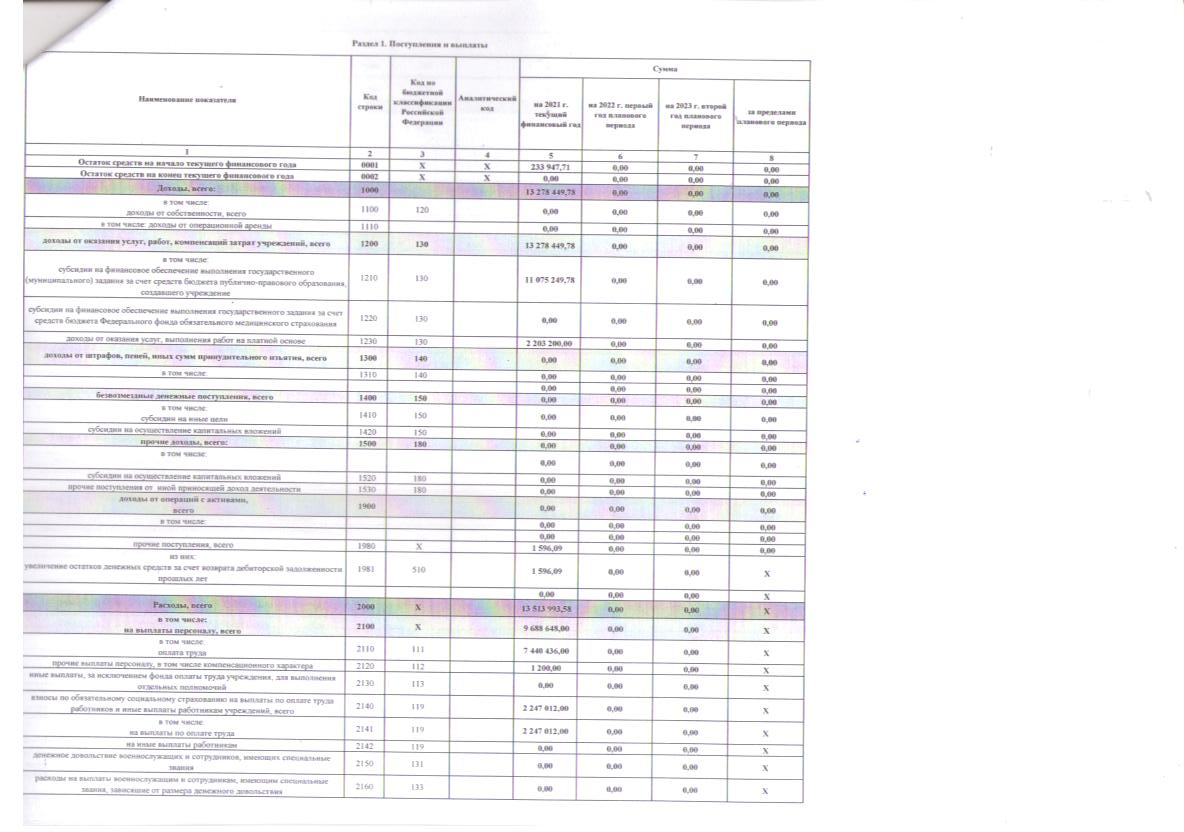 Раздел 1. Поступления и выплаты
Наименование показателя
Код
строки
Код по
бюджетной
классификации
Российской
Федерации
Аналитический
код
Сумма
на 2021 г.
текущий
финансовый год
на 2022 г. первый
год планового
периода
на 2023 г. второй
год планового
периода
за пределами
планового периода
1 2 3 4 5 6 7 8
Остаток средств на начало текущего финансового года 0001 X X 233 947,71 0,00 0,00 0,00
Остаток средств на конец текущего финансового года 0002 X X 0,00 0,00 0,00 0,00
Доходы, всего: 1000 13 278 449,78 0,00 0,00 0,00
в том числе:
доходы от собственности, всего 1100 120 0,00 0,00 0,00 0,00
в том числе: доходы от операционной аренды 1110
доходы от оказания услуг, работ, компенсаций затрат учреждений, всего 1200 130 13 278 449,78 0,00 0,00 0,00
в том числе:
субсидии на финансовое обеспечение выполнения государственного
(муниципального) задания за счет средств бюджета публично-правового образования,
создавшего учреждение 1210 130 11 075 249,78 0,00 0,00 0,00
субсидии на финансовое обеспечение выполнения государственного задания за счет
средств бюджета Федерального фонда обязательного медицинского страхования 1220 130 0,00 0,00 0,00 0,00
доходы от оказания услуг, выполнения работ на платной основе 1230 130 2 203 200,00 0,00 0,00 0,00
доходы от штрафов, пеней, иных сумм принудительного изъятия, всего 1300 140 0,00 0,00 0,00 0,00
в том числе: 1310 140 0,00 0,00 0,00 0,00
0,00 0,00 0,00 0,00
безвозмездные денежные поступления, всего 1400 150 0,00 0,00 0,00 0,00
в том числе:
субсидии на иные цели 1410 150 0,00 0,00 0,00 0,00
субсидии на осуществление капитальных вложений 1420 150 0,00 0,00 0,00 0,00
прочие доходы, всего: 1500 180 0,00 0,00 0,00 0,00
в том числе:
0,00 0,00 0,00 0,00
субсидии на осуществление капитальных вложений 1520 180 0,00 0,00 0,00 0,00
прочие поступления от иной приносящей доход деятельности 1530 180 0,00 0,00 0,00 0,00
доходы от операций с активами,
всего 1900 0,00 0,00 0,00 0,00
в том числе: 0,00 0,00 0,00 0,00
0,00 0,00 0,00 0,00
прочие поступления, всего 1980 X 1 596,09 0,00 0,00 0,00
из них:
увеличение остатков денежных средств за счет возврата дебиторской задолженности
прошлых лет 1981 510 1 596,09 0,00 0,00 X
0,00 0,00 0,00 X
Расходы, всего 2000 X 13 513 993,58 0,00 0,00 X
в том числе:
на выплаты персоналу, всего 2100 X 9 688 648,00 0,00 0,00 X
в том числе:
оплата труда 2110 111 7 440 436,00 0,00 0,00 X
прочие выплаты персоналу, в том числе компенсационного характера 2120 112 1 200,00 0,00 0,00 X
иные выплаты, за исключением фонда оплаты труда учреждения, для выполнения
отдельных полномочий 2130 113 0,00 0,00 0,00 X
взносы по обязательному социальному страхованию на выплаты по оплате труда
работников и иные выплаты работникам учреждений, всего 2140 119 2 247 012,00 0,00 0,00 X
в том числе:
на выплаты по оплате труда 2141 119 2 247 012,00 0,00 0,00 X
на иные выплаты работникам 2142 119 0,00 0,00 0,00 X
денежное довольствие военнослужащих и сотрудников, имеющих специальные
звания 2150 131 0,00 0,00 0,00 X
расходы на выплаты военнослужащим и сотрудникам, имеющим специальные
звания, зависящие от размера денежного довольствия 2160 133 0,00 0,00 0,00 X